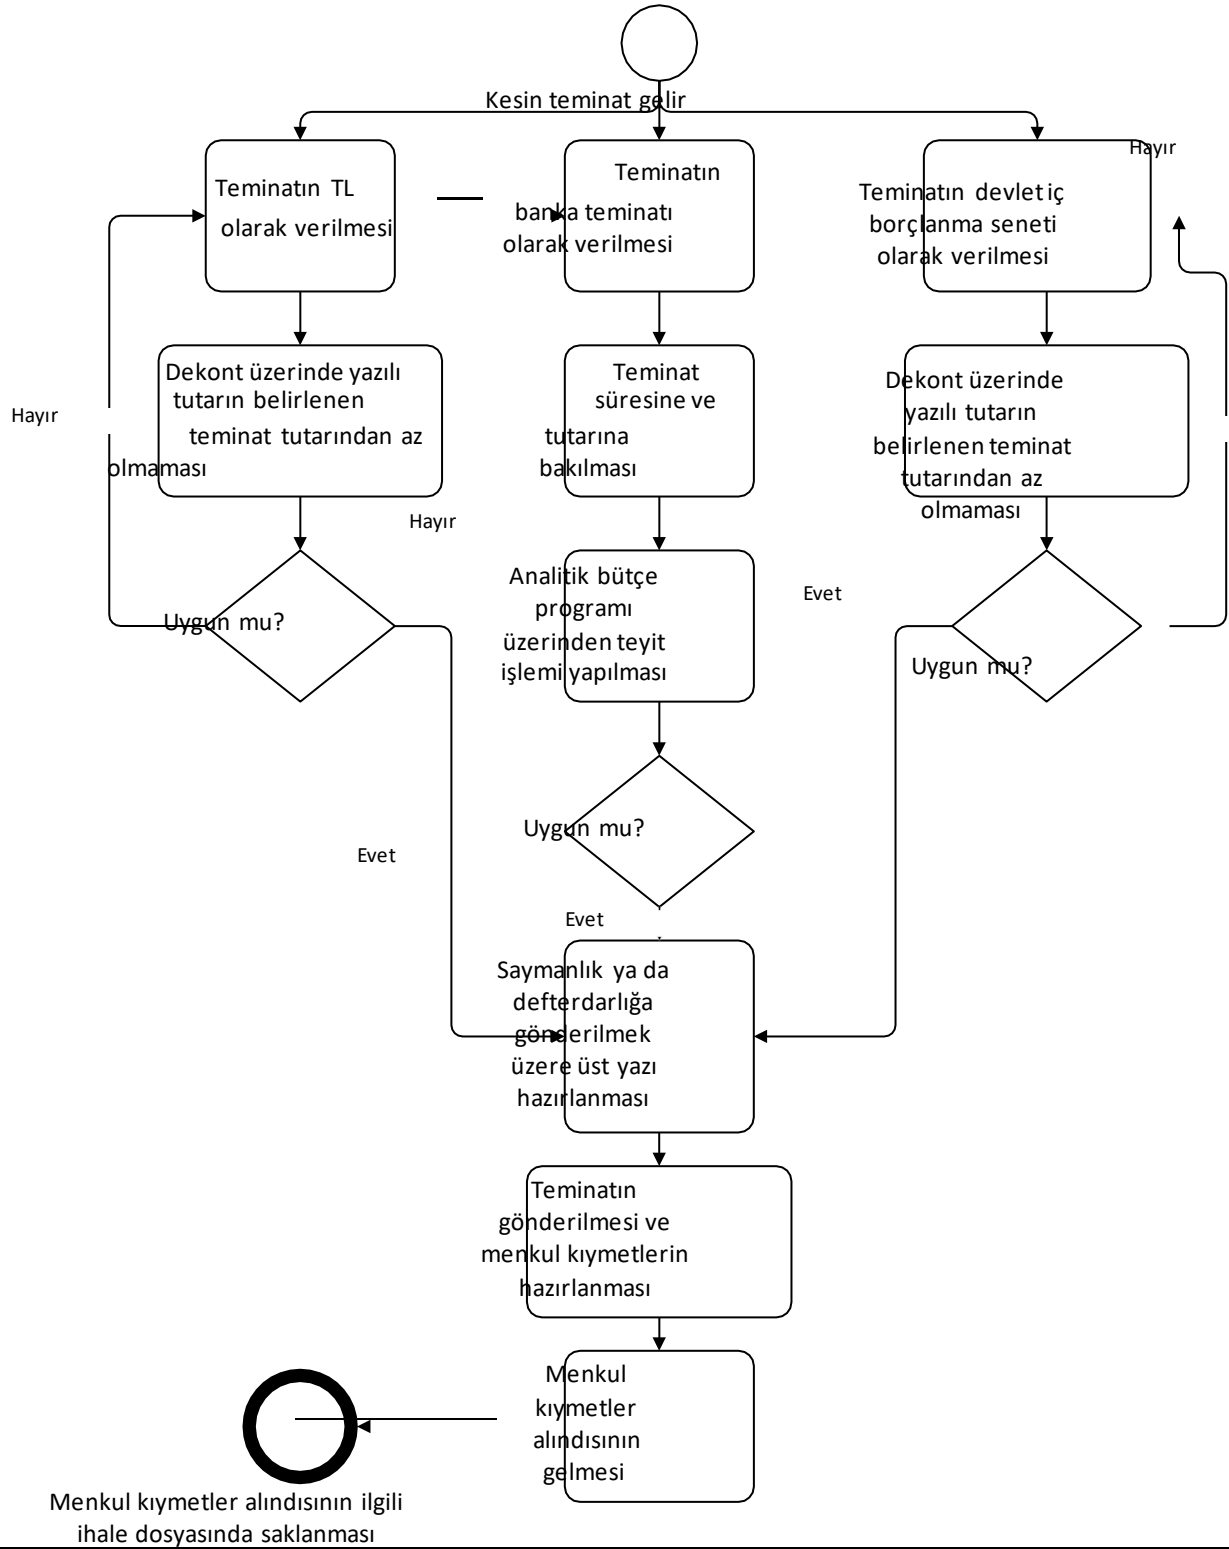 Kesin teminat gelir
Hayır
Teminatın TL
olarak verilmesi
Teminatın
banka teminatı
olarak verilmesi
Teminatın devlet iç
borçlanma seneti
olarak verilmesi
Hayır
Dekont üzerinde yazılı
tutarın belirlenen
teminat tutarından az
olmaması
Teminat
süresine ve
tutarına
bakılması
Dekont üzerinde
yazılı tutarın
belirlenen teminat
tutarından az
olmaması
Hayır
Uygun mu?
Analitik bütçe
programı
üzerinden teyit
işlemi yapılması
Evet
Uygun mu?
Uygun mu?
Evet
Evet
Saymanlık ya da
defterdarlığa
gönderilmek
üzere üst yazı
hazırlanması
Teminatın
gönderilmesi ve
menkul kıymetlerin
hazırlanması
Menkul
kıymetler
alındısının
gelmesi
Menkul kıymetler alındısının ilgili
ihale dosyasında saklanması